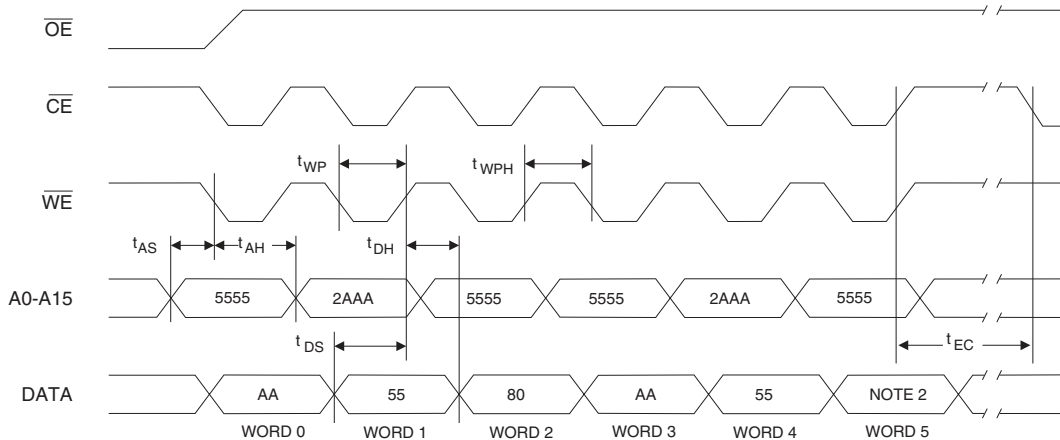 OE
CE
tWP
tWPH
WE
tAS
tAH
tDH
A0-A15
5555
2AAA
5555
5555
2AAA
5555
tDS
tEC
DATA
AA
55
80
AA
55
NOTE 2
WORD 0
WORD 1
WORD 2
WORD 3
WORD 4
WORD 5